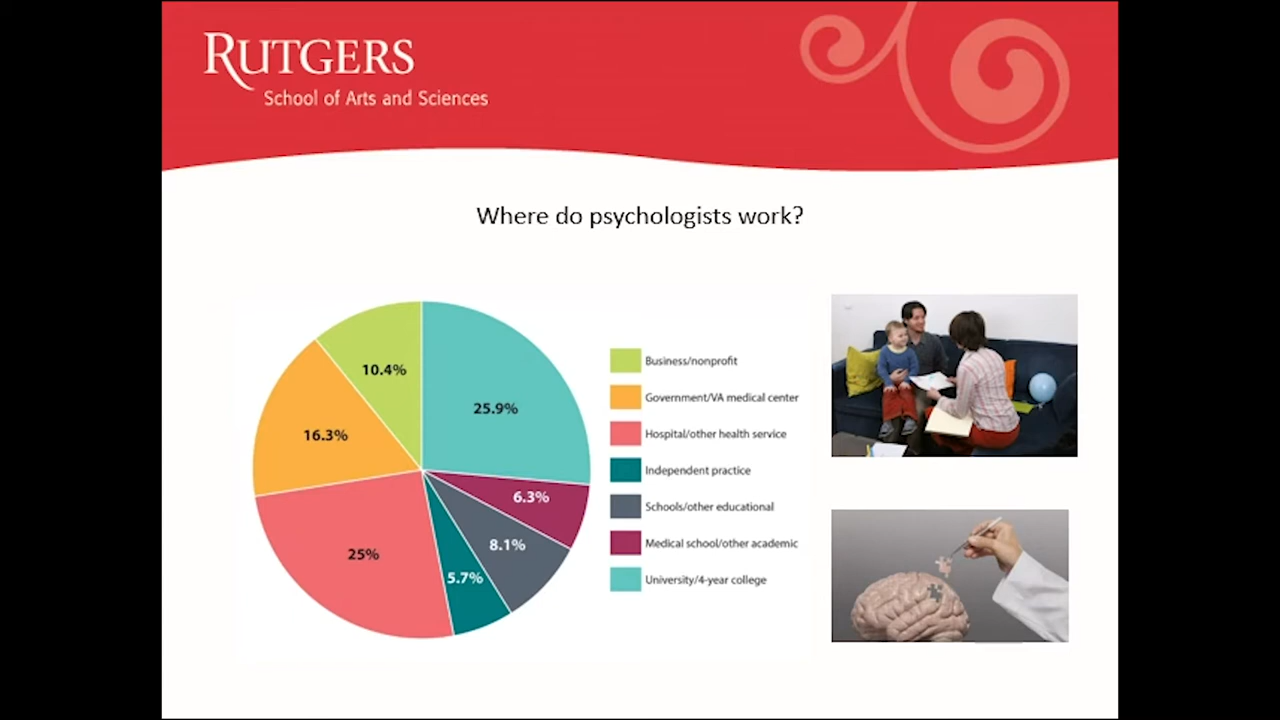 RUTGERS
School of Arts and Sciences
Where do psychologists work?
10.4%
25.9%
16.3%
6.3%
8.1%
25%
5.7%
Business/nonprofit
Government/VA medical center
Hospital/other health service
Independent practice
Schools/other educational
Medical school/other academic
University/4-year college